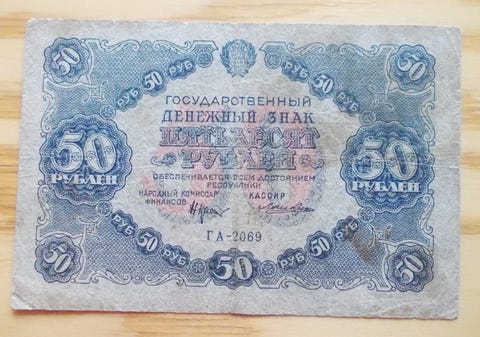 50 50
РУБ 50 РУБ РУБ 50 РУБ
ГОСУДАРСТВЕННЫЙ
ДЕНЕЖНЫЙ ЗНАК
ПЯТЬДЕСЯТ
РУБЛЕЙ
50 РУБЛЕЙ 50 РУБЛЕЙ
ОБЕСПЕЧИВАЕТСЯ ВСЕМ ДОСТОЯНИЕМ
РЕСПУБЛИКИ
НАРОДНЫЙ КОМИССАР КАССИР
ФИНАНСОВ
ГА-2069
РУБ 50 РУБ 50 РУБ 50 РУБ
50 50